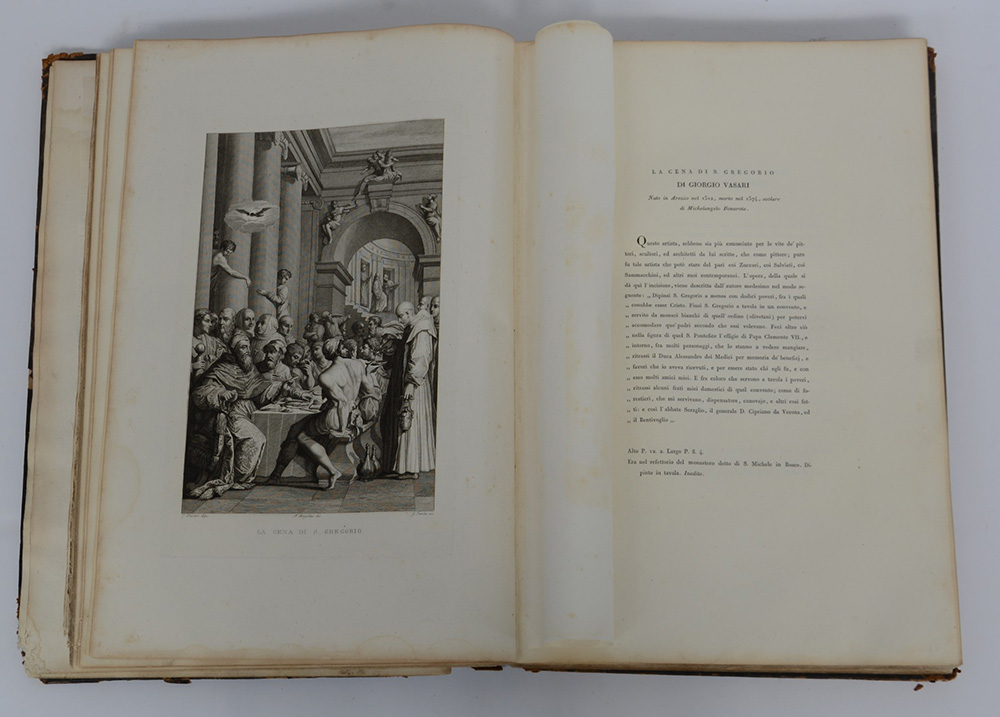 LA CENA DI S. GREGORIO
LA CENA DI S. GREGORIO
DI GIORGIO VASARI
Nato in Arezzo nel 1512, morto nel 1574, scolare
di Michelangelo Bonarota.
Questo artista, sebbene sia più conosciuto per le vite de' pit
tori, scultori, ed architetti da lui scritte, che come pittore; pure
fu tale artista che potè stare del pari coi Zuccari, coi Salviati, coi
Sammacchini, ed altri suoi contemporanei. L'opera, della quale si
dà quì l'incisione, viene descritta dall'autore medesimo nel modo se
guente: „ Dipinsi S. Gregorio a mensa con dodici poveri, fra i quali
„ conobbe esse Cristo. Finsi S. Gregorio a tavola in un convento, e
„ servito da monaci bianchi di quell'ordine (olivetani) per potervi
„ accomodare que' padri secondo che essi volevano. Feci oltre ciò
„ nella figura di quel S. Pontefice l'effigie di Papa Clemente VII., e
„ intorno, fra molti personaggi, che lo stanno a vedere mangiare,
„ ritrassi il Duca Alessandro dei Medici per memoria de' benefizj, e
„ favori che io aveva ricevuti, e per essere stato chi egli fu, e con
„ esso molti amici miei. E fra coloro che servono a tavola i poveri,
„ ritrassi alcuni frati miei domestici di quel convento; come di fo
„ restieri, che mi servivano, dispensatore, canovajo, e altri così fat
„ ti: e così l'abbate Seraglio, il generale D. Cipriano da Verona, ed
„ il Bentivoglio „.
Alto P. 12. 2. Largo P. 8. 4.
Era nel refettorio del monastero detto di S. Michele in Bosco. Di
pinto in tavola. Inedito.